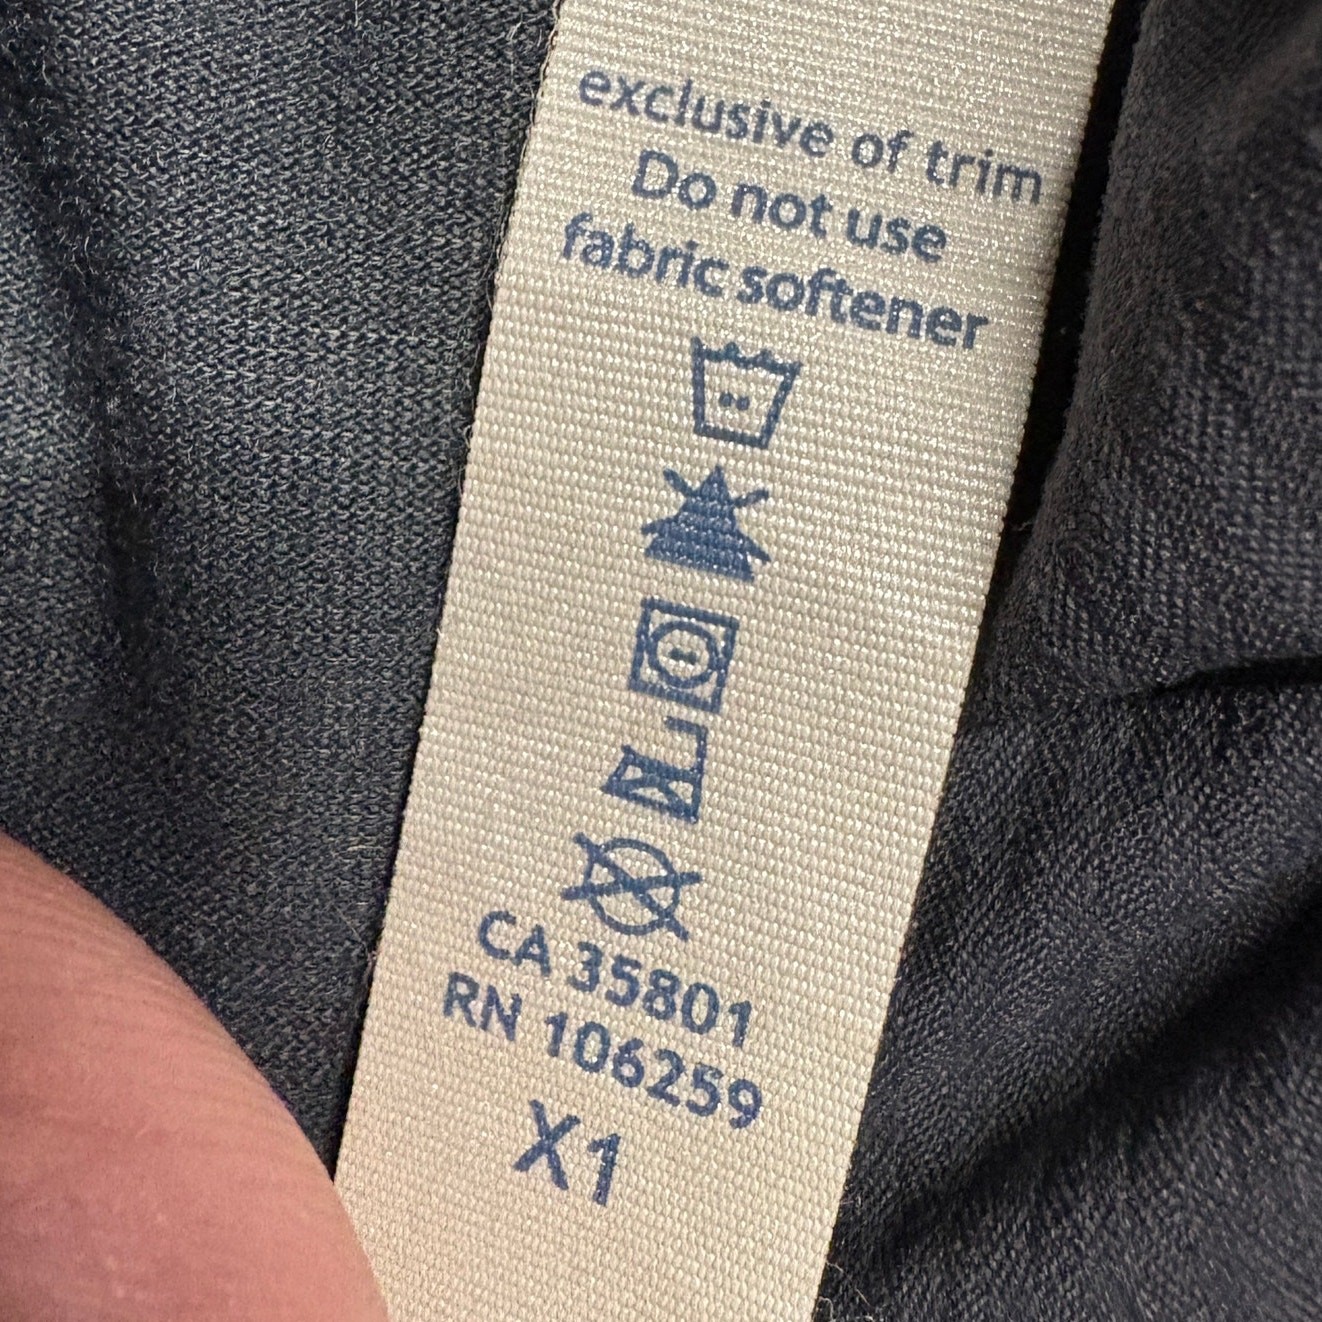 exclusive of trim
Do not use
fabric softener
CA 35801
RN 106259
X1